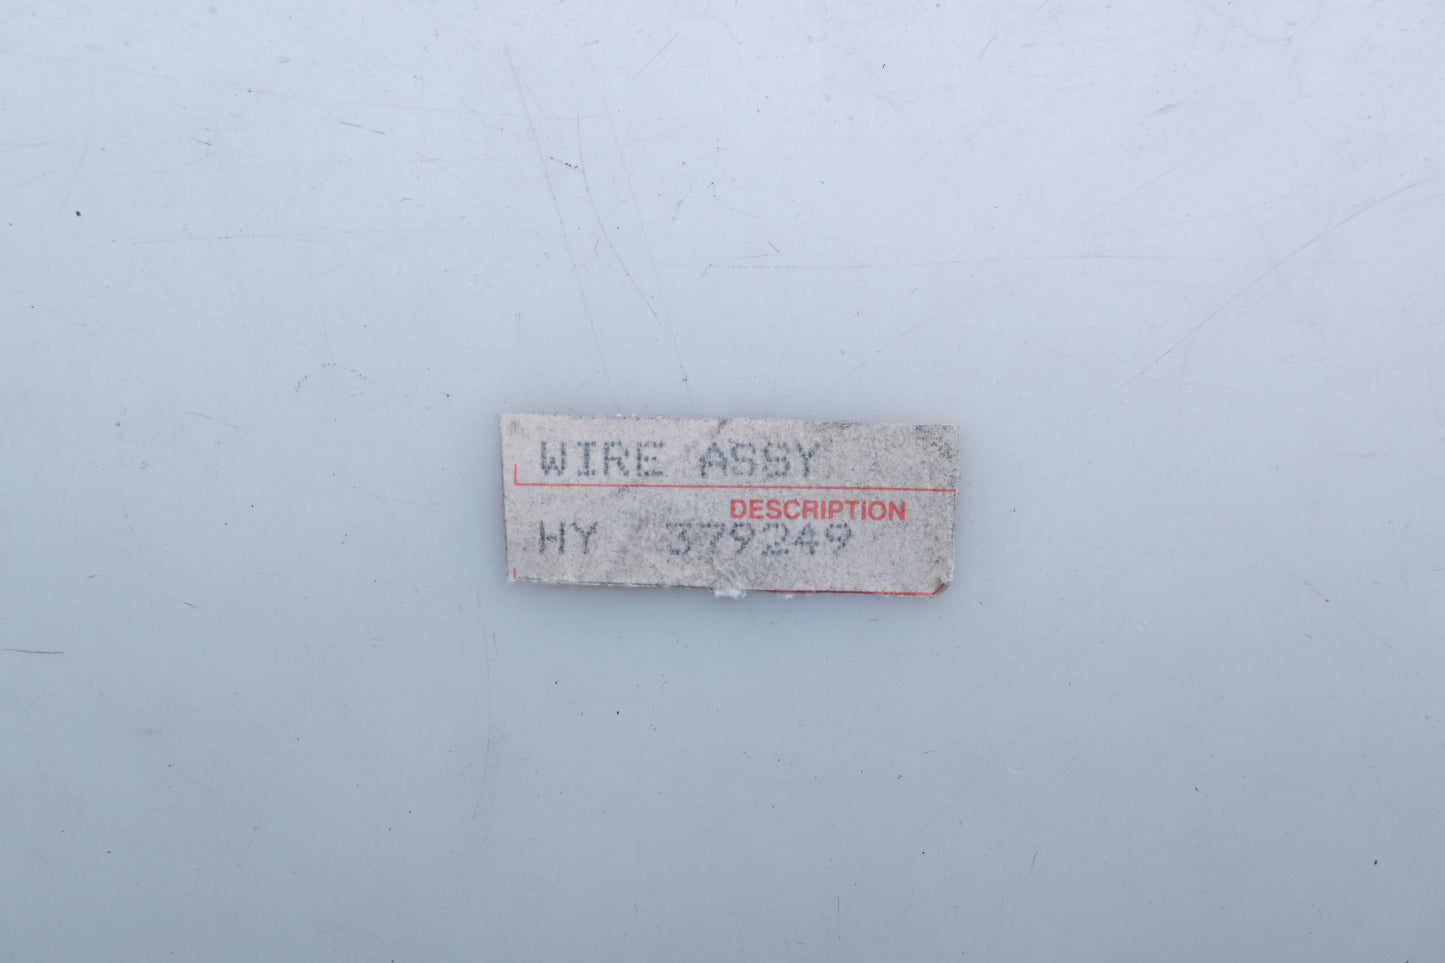 WIRE ASSY
DESCRIPTION
HY 379249